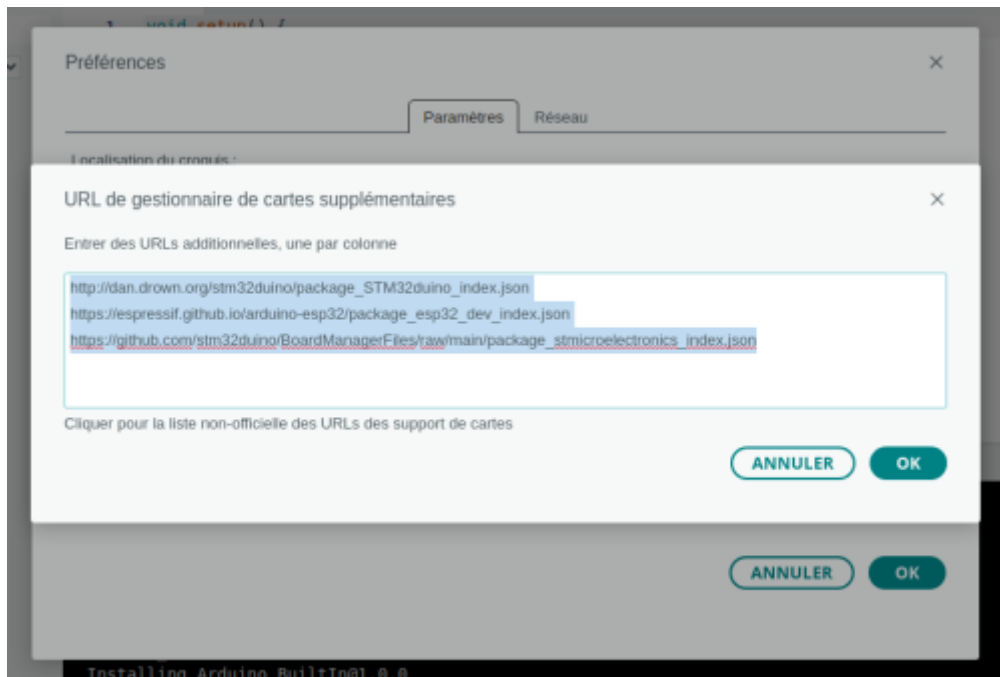 1 void setup() {
Préférences
Paramètres Réseau
Localisation du croquis :
URL de gestionnaire de cartes supplémentaires
Entrer des URLs additionnelles, une par colonne
http://dan.drown.org/stm32duino/package_STM32duino_index.json
https://espressif.github.io/arduino-esp32/package_esp32_dev_index.json
https://github.com/stm32duino/BoardManagerFiles/raw/main/package_stmicroelectronics_index.json
Cliquer pour la liste non-officielle des URLs des support de cartes
ANNULER OK
ANNULER OK
Installing Arduino_BuiltIn@1.0.0